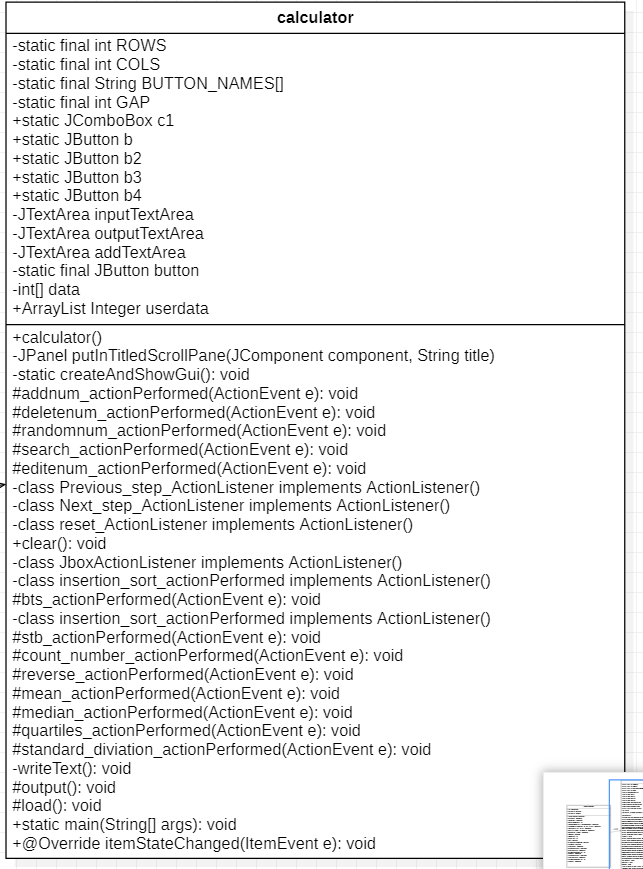 calculator
-static final int ROWS
-static final int COLS
-static final String BUTTON_NAMES[]
-static final int GAP
+static JComboBox c1
+static JButton b
+static JButton b2
+static JButton b3
+static JButton b4
-JTextArea inputTextArea
-JTextArea outputTextArea
-JTextArea addTextArea
-static final JButton button
-int[] data
+ArrayList Integer userdata
+calculator()
-JPanel putInTitledScrollPane(JComponent component, String title)
-static createAndShowGui(): void
#addnum_actionPerformed(ActionEvent e): void
#deletenum_actionPerformed(ActionEvent e): void
#randomnum_actionPerformed(ActionEvent e): void
#search_actionPerformed(ActionEvent e): void
#editenum_actionPerformed(ActionEvent e): void
-class Previous_step_ActionListener implements ActionListener()
-class Next_step_ActionListener implements ActionListener()
-class reset_ActionListener implements ActionListener()
+clear(): void
-class JboxActionListener implements ActionListener()
-class insertion_sort_actionPerformed implements ActionListener()
#bts_actionPerformed(ActionEvent e): void
-class insertion_sort_actionPerformed implements ActionListener()
#stb_actionPerformed(ActionEvent e): void
#count_number_actionPerformed(ActionEvent e): void
#reverse_actionPerformed(ActionEvent e): void
#mean_actionPerformed(ActionEvent e): void
#median_actionPerformed(ActionEvent e): void
#quartiles_actionPerformed(ActionEvent e): void
#standard_diviation_actionPerformed(ActionEvent e): void
-writeText(): void
#output(): void
#load(): void
+static main(String[] args): void
+@Override itemStateChanged(ItemEvent e): void